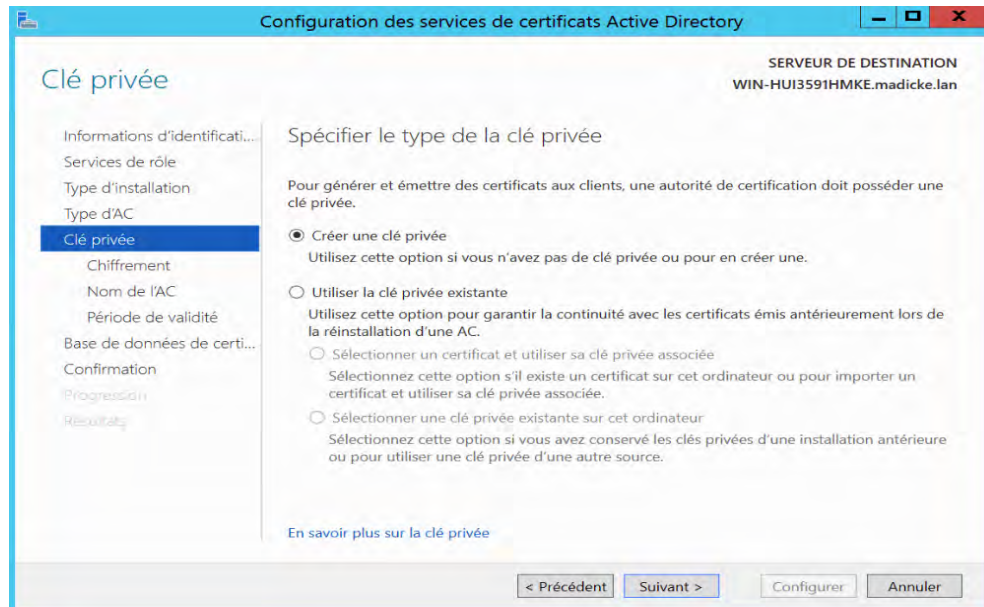 Configuration des services de certificats Active Directory
Clé privée
SERVEUR DE DESTINATION
WIN-HUI3591HMKE.madicke.lan
Informations d'identificati...
Services de rôle
Type d'installation
Type d'AC
Clé privée
Chiffrement
Nom de l'AC
Période de validité
Base de données de certi...
Confirmation
Progression
Résultats
Spécifier le type de la clé privée
Pour générer et émettre des certificats aux clients, une autorité de certification doit posséder une
clé privée.
Créer une clé privée
Utilisez cette option si vous n'avez pas de clé privée ou pour en créer une.
Utiliser la clé privée existante
Utilisez cette option pour garantir la continuité avec les certificats émis antérieurement lors de
la réinstallation d'une AC.
Sélectionner un certificat et utiliser sa clé privée associée
Sélectionnez cette option s'il existe un certificat sur cet ordinateur ou pour importer un
certificat et utiliser sa clé privée associée.
Sélectionner une clé privée existante sur cet ordinateur
Sélectionnez cette option si vous avez conservé les clés privées d'une installation antérieure
ou pour utiliser une clé privée d'une autre source.
En savoir plus sur la clé privée
< Précédent
Suivant >
Configurer
Annuler